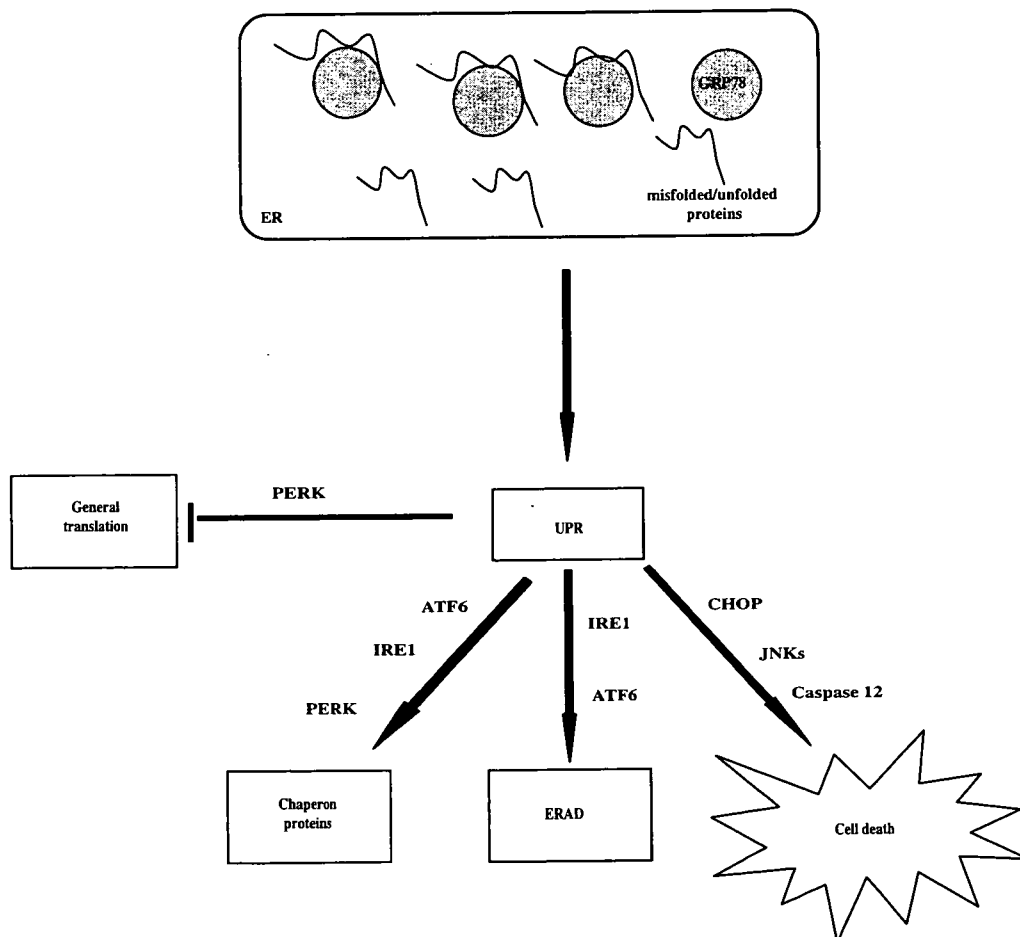 GRP78
misfolded/unfolded
proteins
ER
PERK
General
translation
UPR
ATF6
IRE1
PERK
IRE1
ATF6
CHOP
JNKs
Caspase 12
Chaperon
proteins
ERAD
Cell death